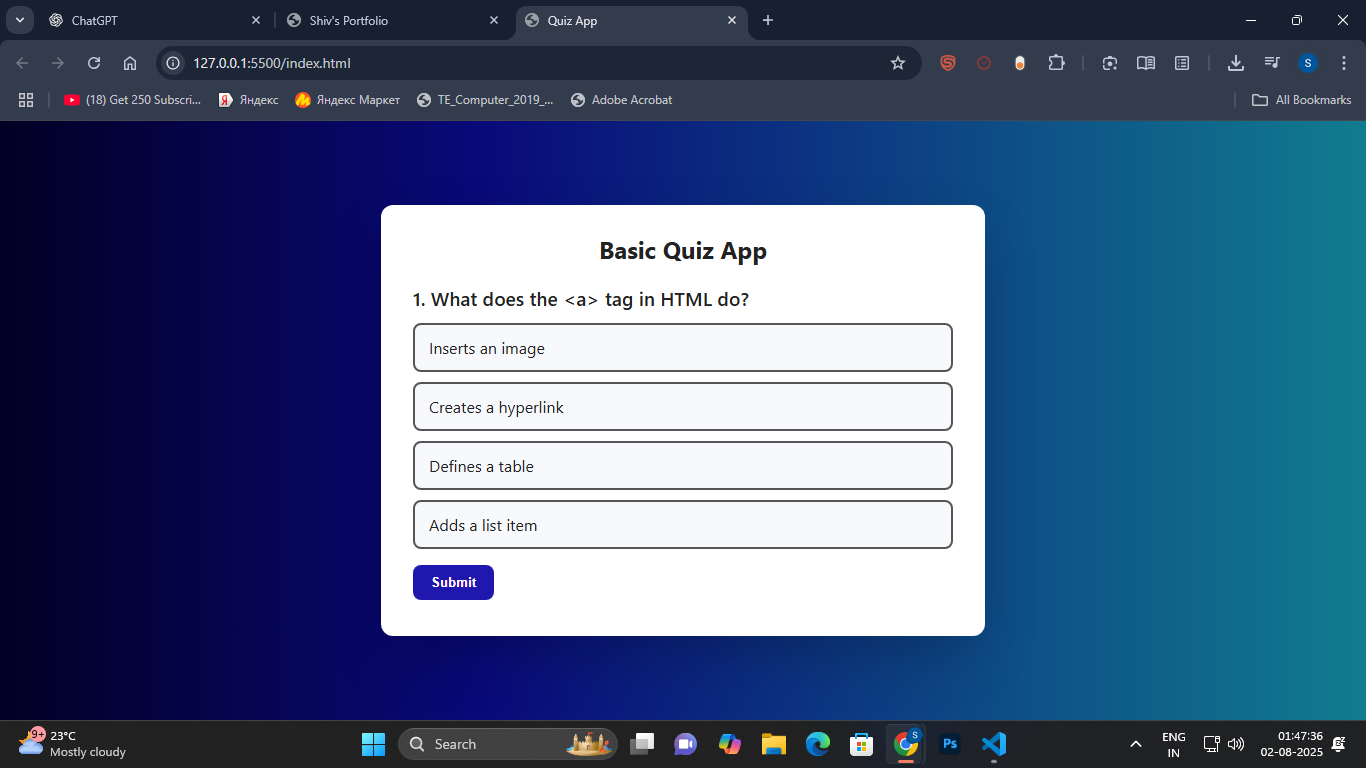 ChatGPT
Shiv's Portfolio
Quiz App
127.0.0.1:5500/index.html
S
(18) Get 250 Subscri...
Яндекс
Яндекс Маркет
TE_Computer_2019_...
Adobe Acrobat
All Bookmarks
Basic Quiz App
1. What does the <a> tag in HTML do?
Inserts an image
Creates a hyperlink
Defines a table
Adds a list item
Submit
9+
23°C
Mostly cloudy
Search
S
Ps
ENG
IN
01:47:36
02-08-2025